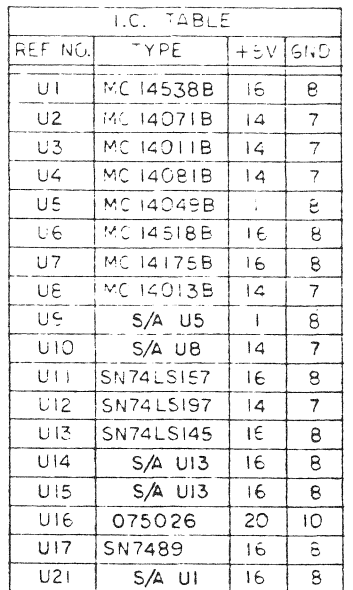 I.C. TABLE
REF NO. TYPE +5V GND
U1 MC 14538B 16 8
U2 MC 14071B 14 7
U3 MC 14011B 14 7
U4 MC 14081B 14 7
U5 MC 14049B 1 8
U6 MC 14518B 16 8
U7 MC 14175B 16 8
U8 MC 14013B 14 7
U9 S/A U5 1 8
U10 S/A U8 14 7
U11 SN74LS157 16 8
U12 SN74LS197 14 7
U13 SN74LS145 16 8
U14 S/A U13 16 8
U15 S/A U13 16 8
U16 075026 20 10
U17 SN7489 16 8
U21 S/A U1 16 8